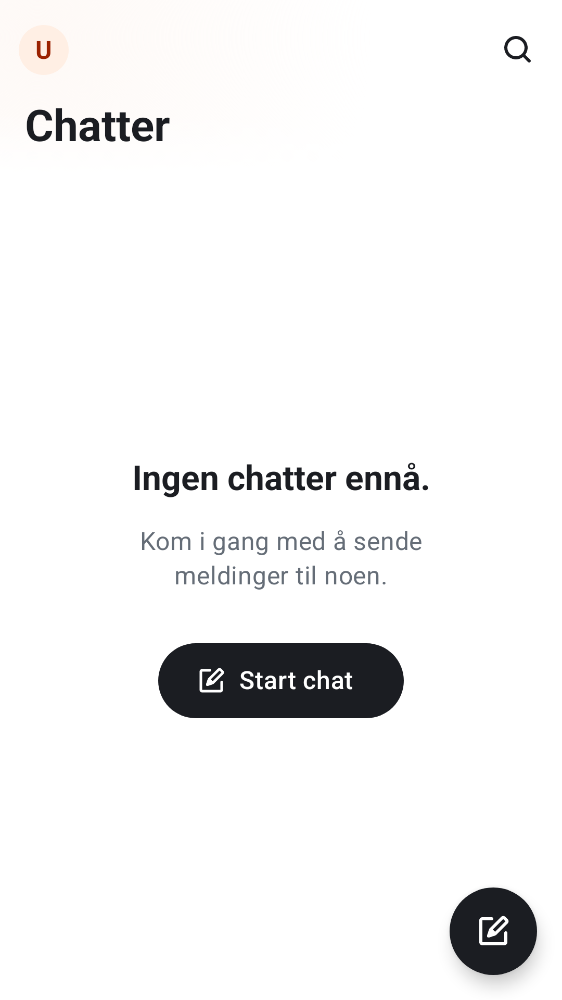 U
Chatter
Ingen chatter ennå.
Kom i gang med å sende
meldinger til noen.
Start chat